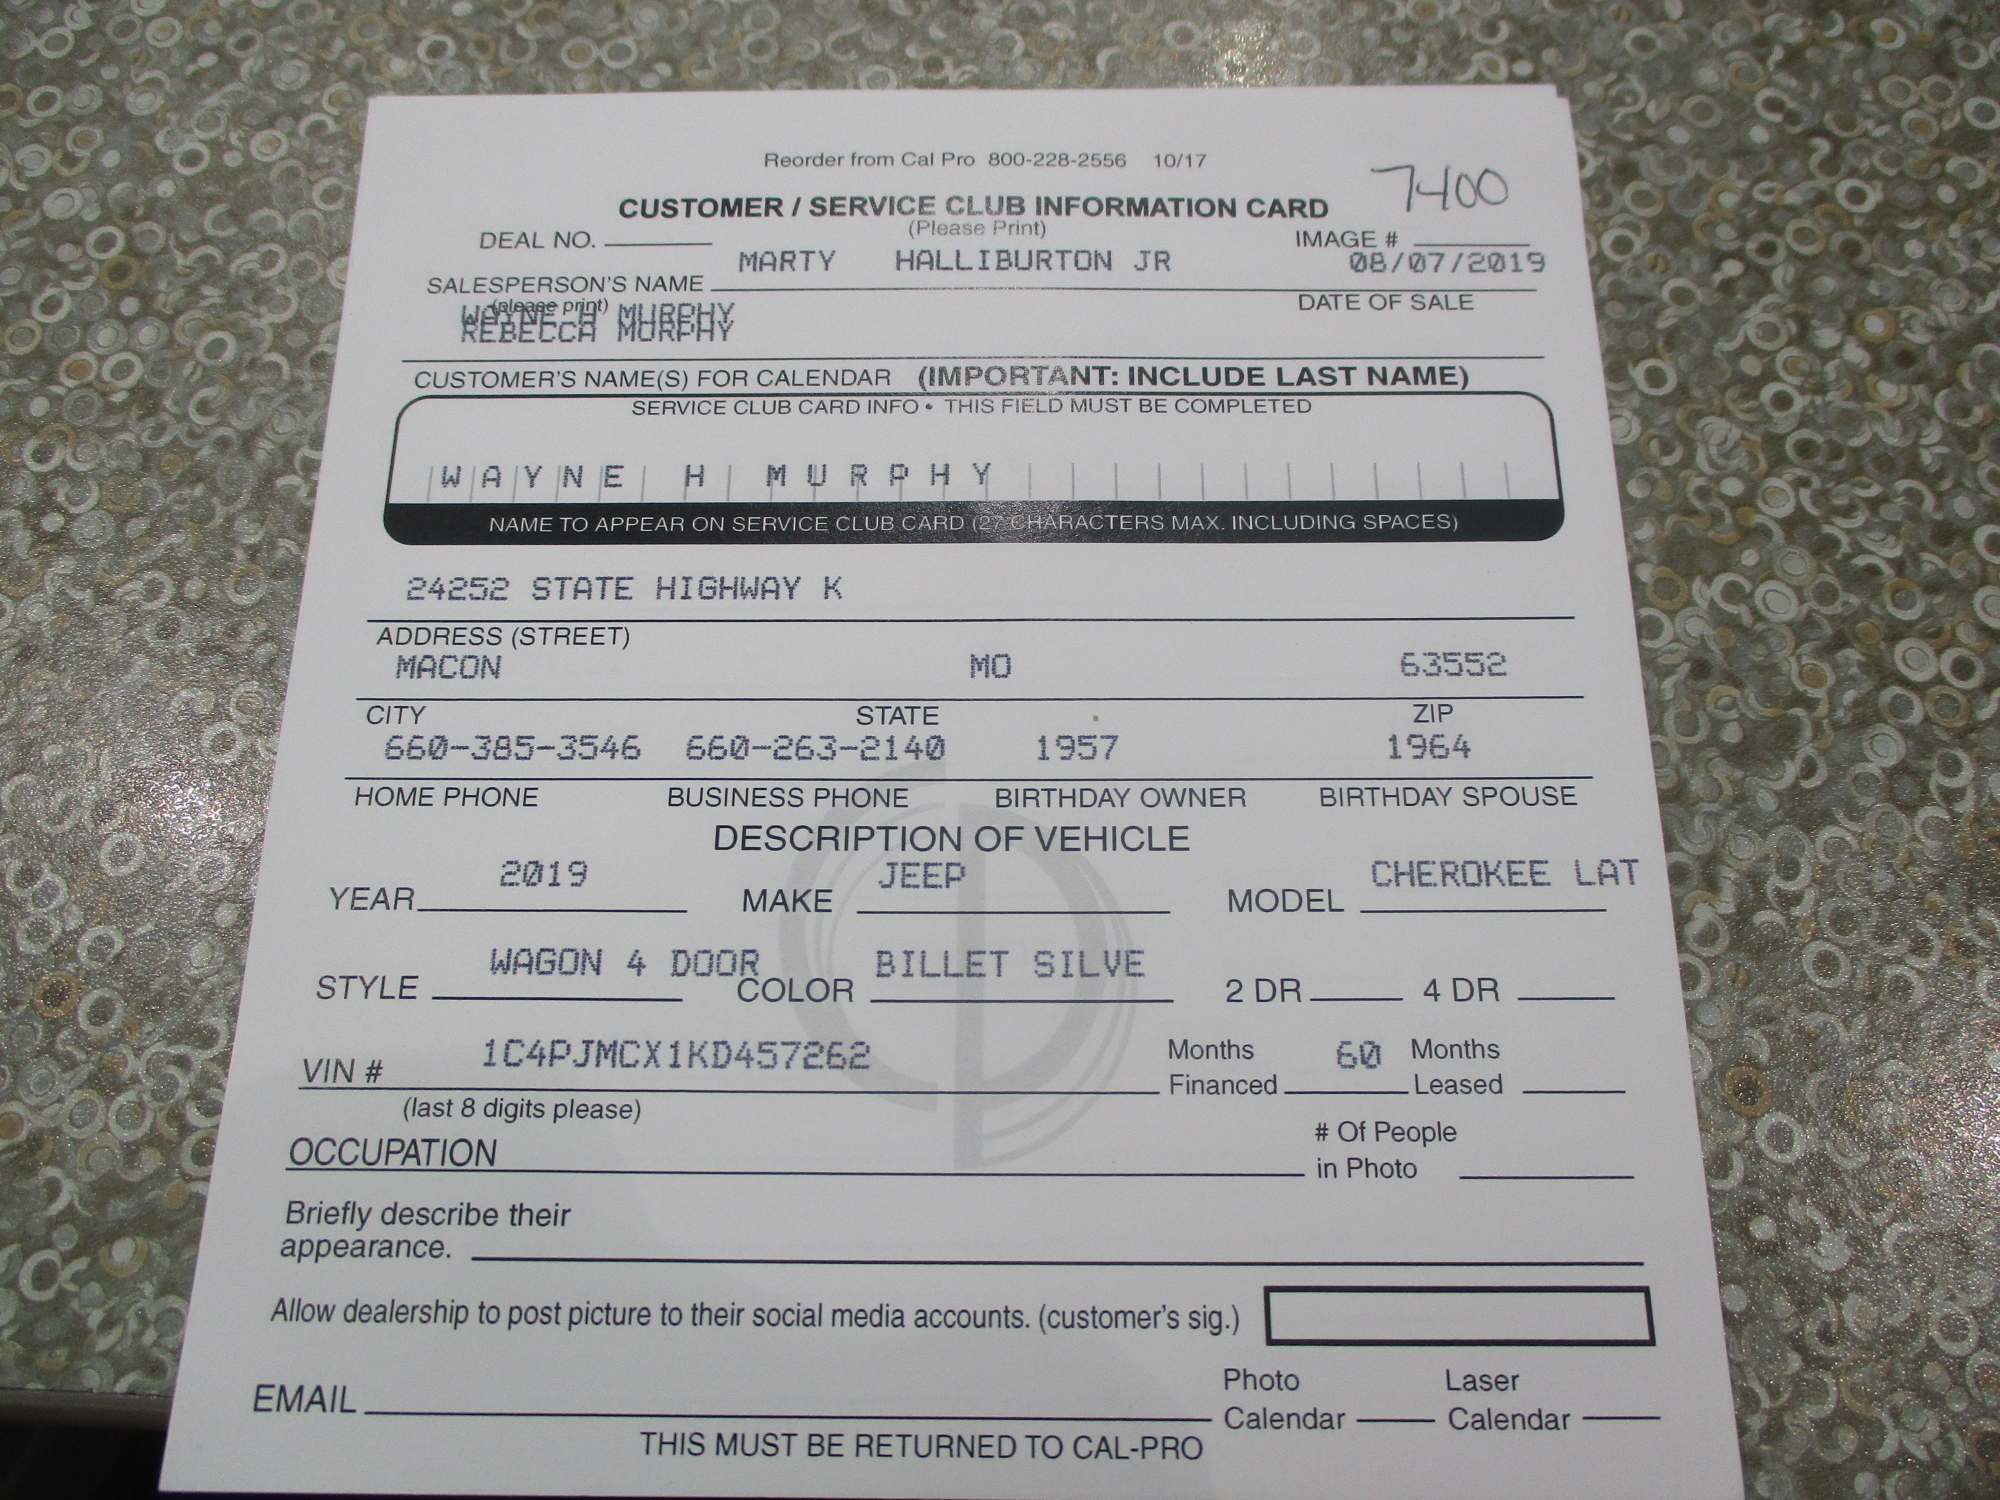 Reorder from Cal Pro 800-228-2556 10/17
7400
CUSTOMER / SERVICE CLUB INFORMATION CARD
(Please Print)
DEAL NO. IMAGE #
MARTY HALLIBURTON JR 08/07/2019
SALESPERSON'S NAME DATE OF SALE
(please print)
WAYNE H MURPHY
REBECCA MURPHY
CUSTOMER'S NAME(S) FOR CALENDAR (IMPORTANT: INCLUDE LAST NAME)
SERVICE CLUB CARD INFO • THIS FIELD MUST BE COMPLETED
WAYNE H MURPHY
NAME TO APPEAR ON SERVICE CLUB CARD (27 CHARACTERS MAX. INCLUDING SPACES)
24252 STATE HIGHWAY K
ADDRESS (STREET)
MACON MO 63552
CITY STATE ZIP
660-385-3546 660-263-2140 1957 1964
HOME PHONE BUSINESS PHONE BIRTHDAY OWNER BIRTHDAY SPOUSE
DESCRIPTION OF VEHICLE
2019 JEEP CHEROKEE LAT
YEAR MAKE MODEL
WAGON 4 DOOR BILLET SILVE
STYLE COLOR 2 DR 4 DR
1C4PJMCX1KD457262 Months 60 Months
VIN # Financed Leased
(last 8 digits please)
# Of People
OCCUPATION in Photo
Briefly describe their
appearance.
Allow dealership to post picture to their social media accounts. (customer's sig.)
Photo Laser
EMAIL Calendar Calendar
THIS MUST BE RETURNED TO CAL-PRO